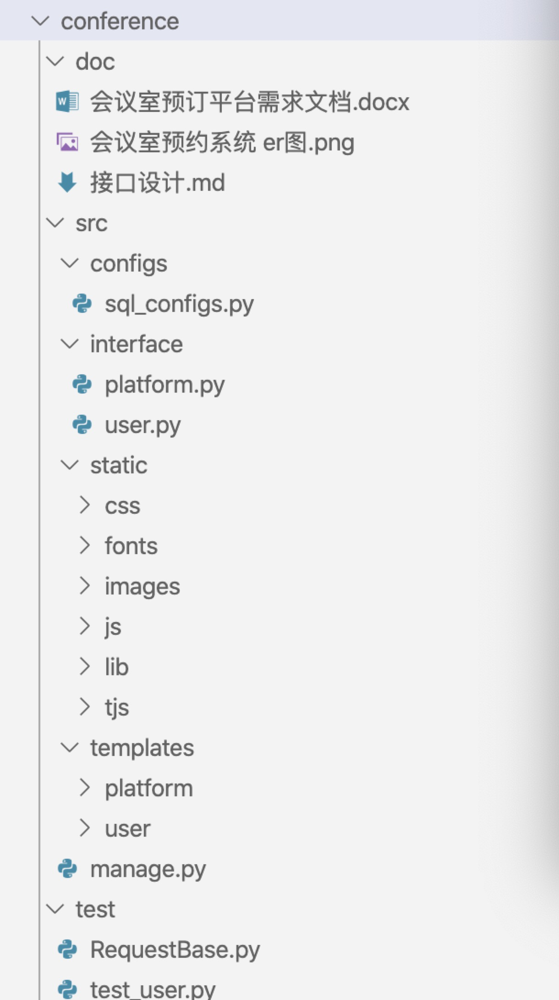 conference
doc
会议室预订平台需求文档.docx
会议室预约系统 er图.png
接口设计.md
src
configs
sql_configs.py
interface
platform.py
user.py
static
css
fonts
images
js
lib
tjs
templates
platform
user
manage.py
test
RequestBase.py
test_user.py